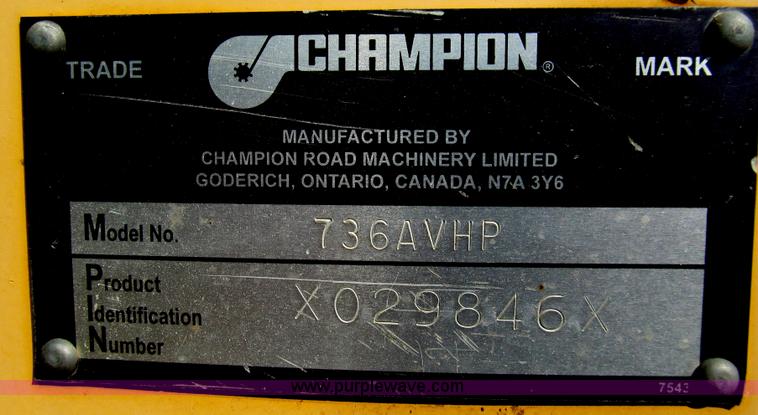 TRADE CHAMPION ® MARK
MANUFACTURED BY
CHAMPION ROAD MACHINERY LIMITED
GODERICH, ONTARIO, CANADA, N7A 3Y6
Model No. 736AVHP
Product
Identification X029846X
Number
www.purplewave.com 7543